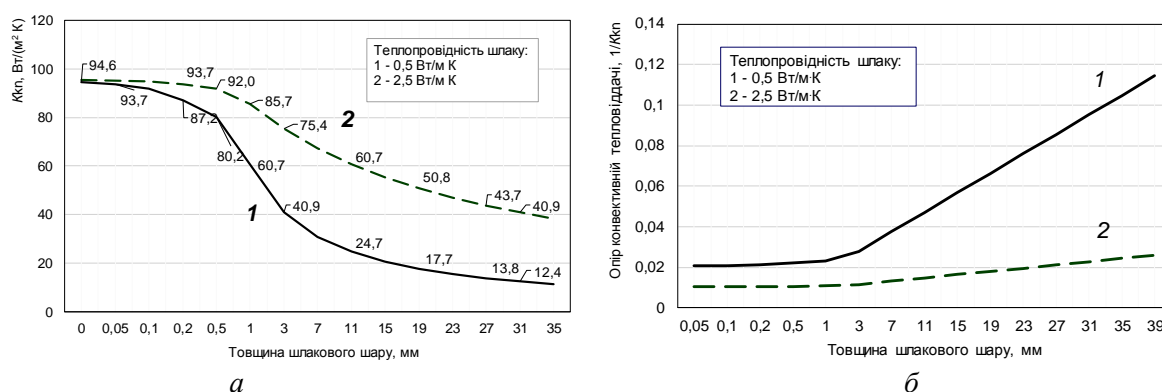 Ккп, Вт/(м² К)
120
100
80
60
40
20
0
94,6
93,7
93,7
92,0
87,2
85,7
80,2
75,4
60,7
60,7
50,8
43,7
40,9
40,9
24,7
17,7
13,8
12,4
2
1
Теплопровідність шлаку:
1 - 0,5 Вт/м К
2 - 2,5 Вт/м К
0 0,05 0,1 0,2 0,5 1 3 7 11 15 19 23 27 31 35
Товщина шлакового шару, мм
а
Опір конвективній тепловіддачі, 1/Ккп
0,14
0,12
0,1
0,08
0,06
0,04
0,02
0
Теплопровідність шлаку:
1 - 0,5 Вт/м·К
2 - 2,5 Вт/м·К
1
2
0,05 0,1 0,2 0,5 1 3 7 11 15 19 23 27 31 35 39
Товщина шлакового шару, мм
б